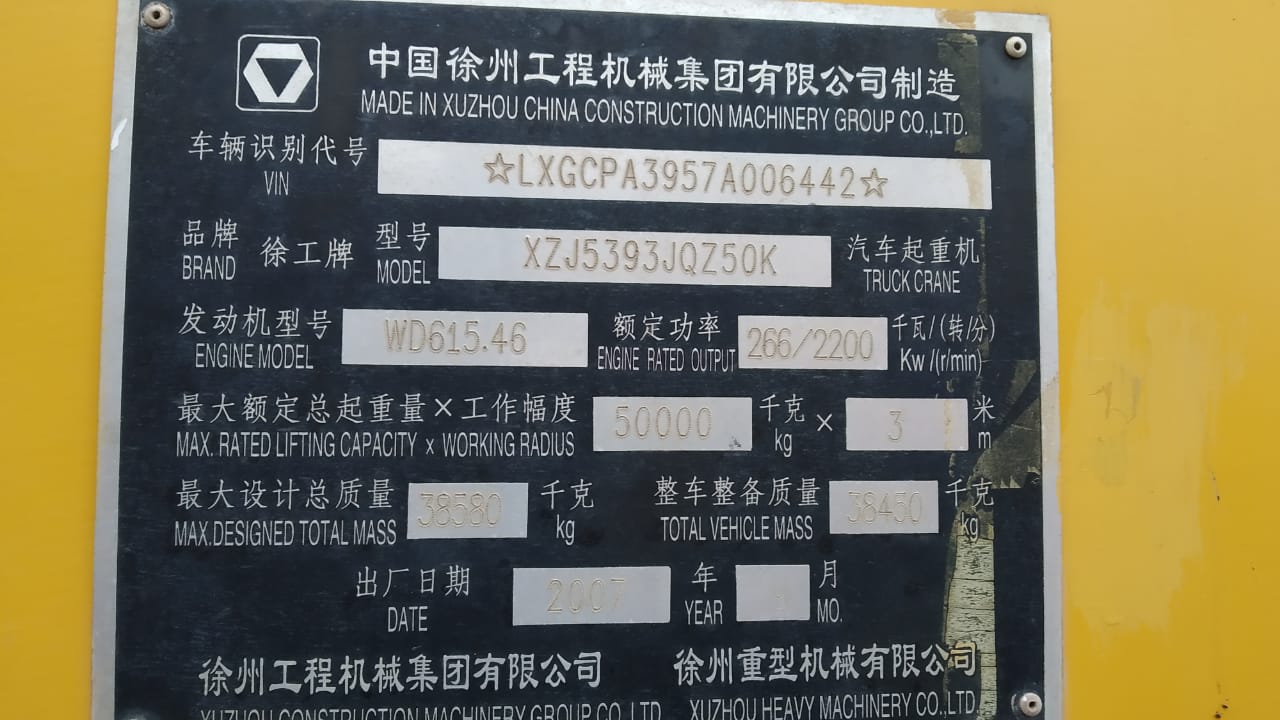 中国徐州工程机械集团有限公司制造
MADE IN XUZHOU CHINA CONSTRUCTION MACHINERY GROUP CO.,LTD.
车辆识别代号 ☆LXGCPA3957A006442☆
VIN
品牌 徐工牌 型号 XZJ5393JQZ50K 汽车起重机
BRAND MODEL TRUCK CRANE
发动机型号 WD615.46 额定功率 266/2200 千瓦/(转/分)
ENGINE MODEL ENGINE RATED OUTPUT Kw/(r/min)
最大额定总起重量×工作幅度 50000 千克 × 3 米
MAX. RATED LIFTING CAPACITY × WORKING RADIUS kg m
最大设计总质量 38580 千克 整车整备质量 38450 千克
MAX.DESIGNED TOTAL MASS kg TOTAL VEHICLE MASS kg
出厂日期 2007 年 月
DATE YEAR MO.
徐州工程机械集团有限公司 徐州重型机械有限公司
XUZHOU CONSTRUCTION MACHINERY GROUP CO.,LTD. XUZHOU HEAVY MACHINERY CO.,LTD.